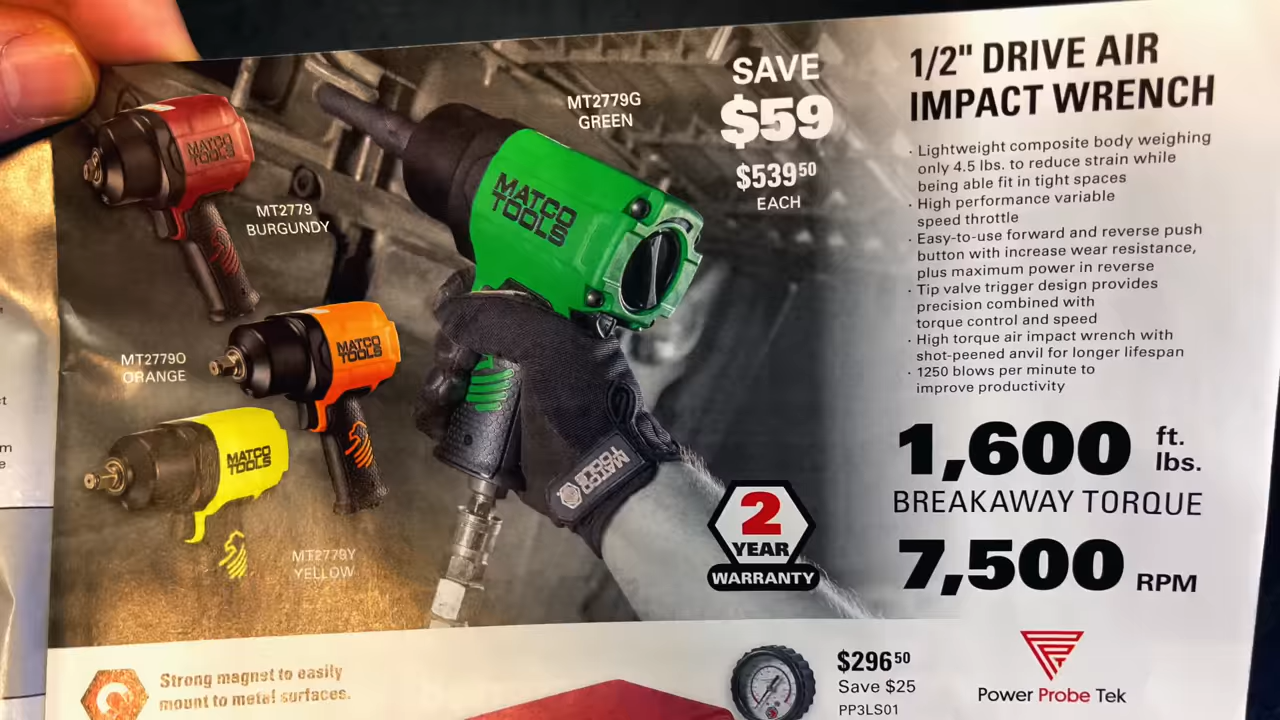 MT2779G
GREEN
SAVE
$59
$539⁵⁰
EACH
MATCO
TOOLS
MT2779
BURGUNDY
MATCO
TOOLS
MT2779O
ORANGE
MATCO
TOOLS
MATCO
TOOLS
MT2779Y
YELLOW
MATCO
TOOLS
2
YEAR
WARRANTY
1/2" DRIVE AIR
IMPACT WRENCH
· Lightweight composite body weighing
only 4.5 lbs. to reduce strain while
being able fit in tight spaces
· High performance variable
speed throttle
· Easy-to-use forward and reverse push
button with increase wear resistance,
plus maximum power in reverse
· Tip valve trigger design provides
precision combined with
torque control and speed
· High torque air impact wrench with
shot-peened anvil for longer lifespan
· 1250 blows per minute to
improve productivity
1,600 ft. lbs.
BREAKAWAY TORQUE
7,500 RPM
Strong magnet to easily
mount to metal surfaces.
$296⁵⁰
Save $25
PP3LS01
Power Probe Tek